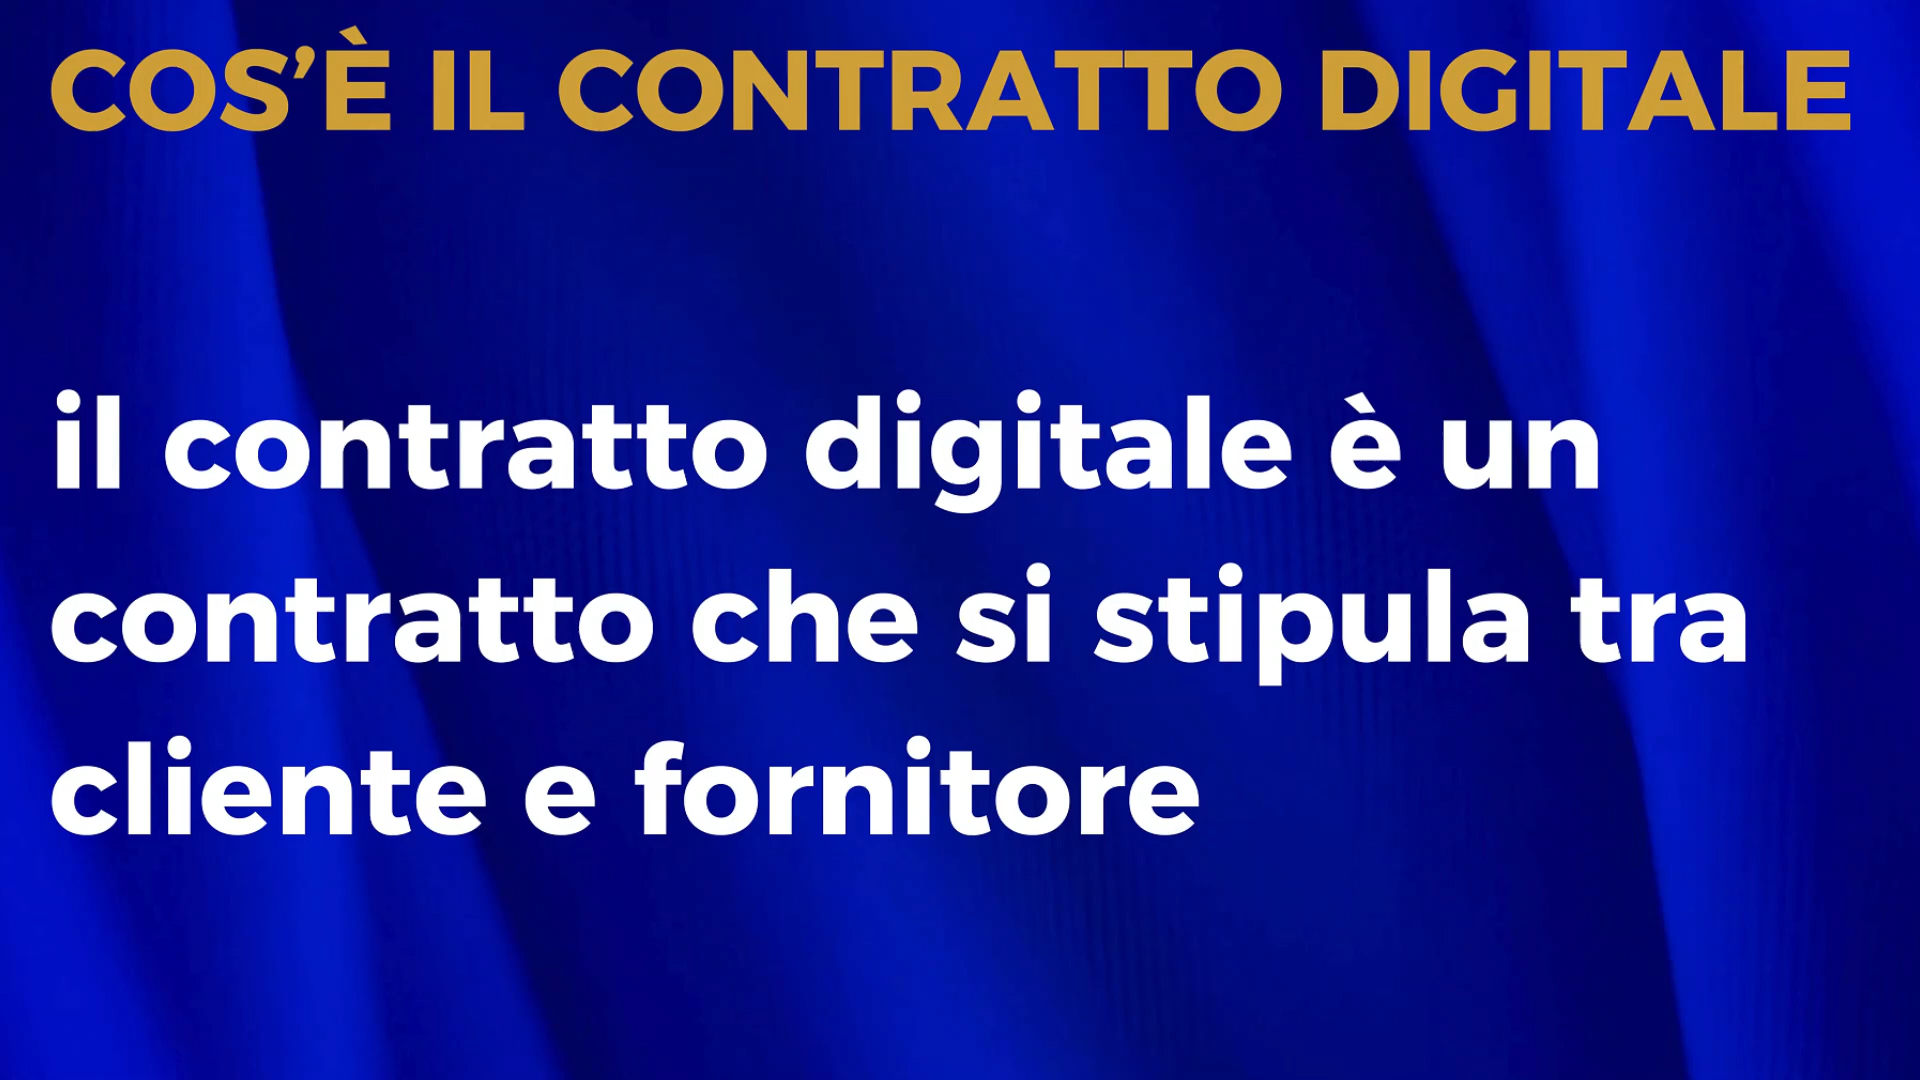 COS’È IL CONTRATTO DIGITALE
il contratto digitale è un
contratto che si stipula tra
cliente e fornitore